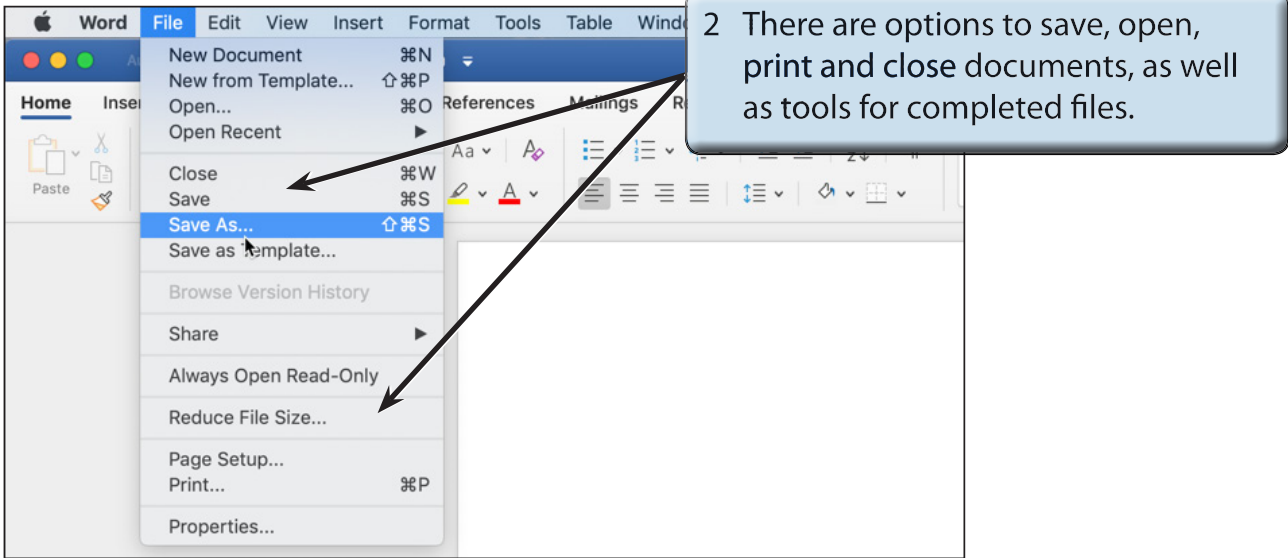 Word File Edit View Insert Format Tools Table
2 There are options to save, open,
print and close documents, as well
as tools for completed files.
New Document ⌘N
New from Template... ⇧⌘P
Open... ⌘O
Open Recent ▶
Close ⌘W
Save ⌘S
Save As... ⇧⌘S
Save as Template...
Browse Version History
Share ▶
Always Open Read-Only
Reduce File Size...
Page Setup...
Print... ⌘P
Properties...
Home References Mailings
Paste Aa A A